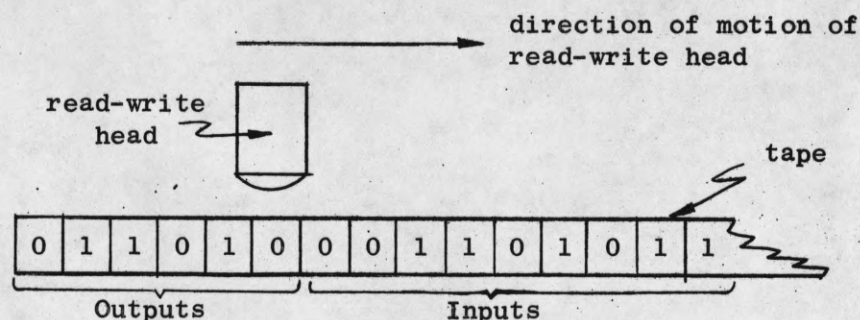 direction of motion of
read-write head
read-write
head
tape
0 1 1 0 1 0 0 0 1 1 0 1 0 1 1
Outputs Inputs